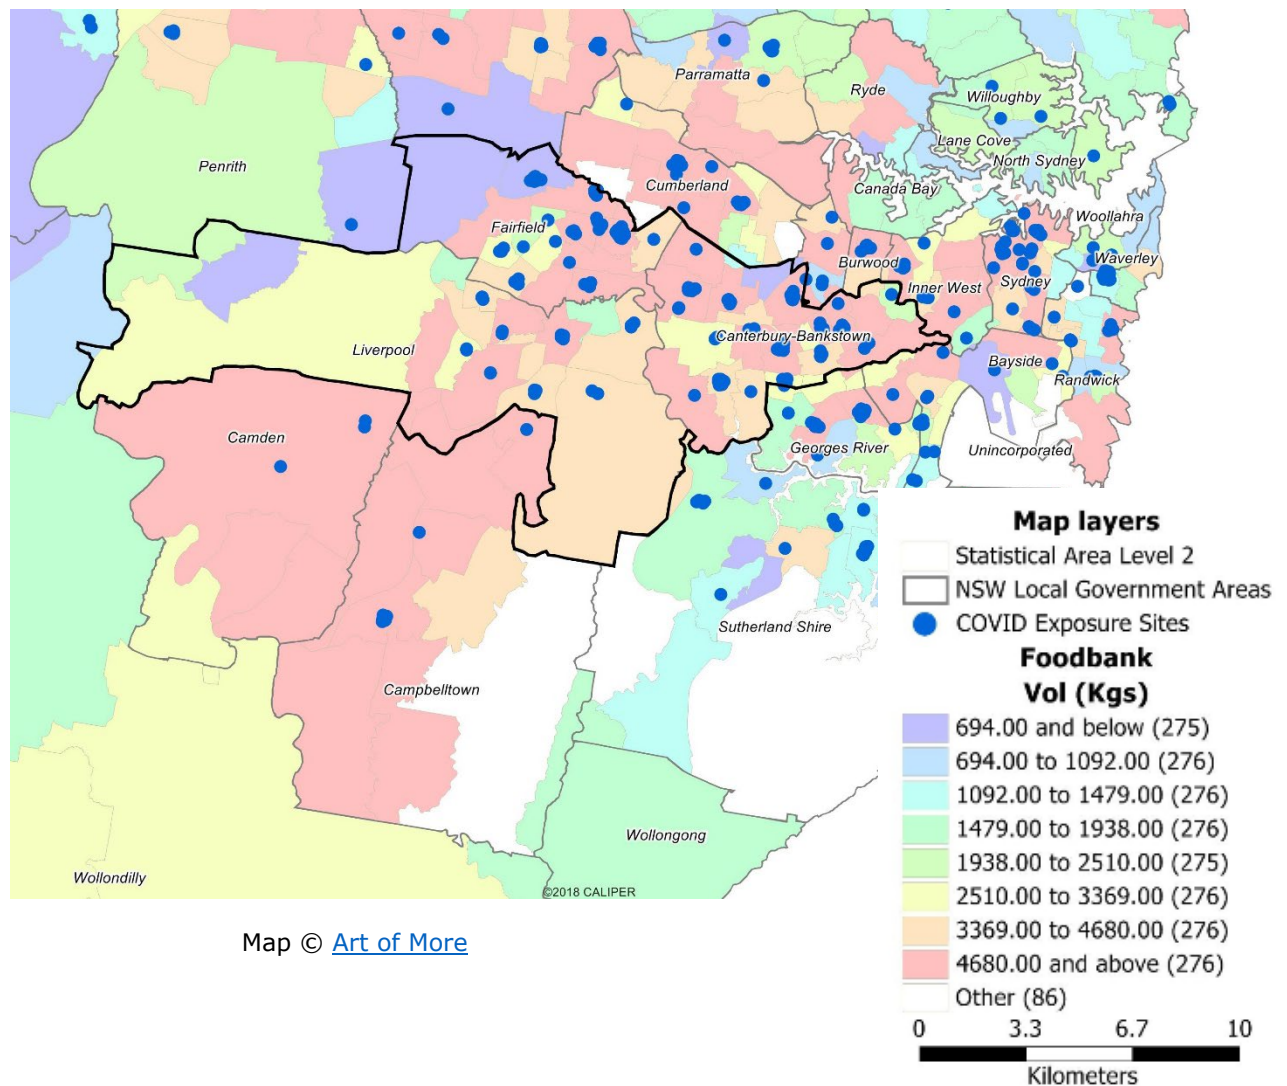 Parramatta
Ryde
Willoughby
Lane Cove
North Sydney
Penrith
Cumberland
Canada Bay
Woollahra
Fairfield
Burwood
Waverley
Inner West
Sydney
Liverpool
Canterbury-Bankstown
Bayside
Randwick
Camden
Georges River
Unincorporated
Sutherland Shire
Campbelltown
Wollongong
Wollondilly
©2018 CALIPER
Map © Art of More
Map layers
Statistical Area Level 2
NSW Local Government Areas
COVID Exposure Sites
Foodbank
Vol (Kgs)
694.00 and below (275)
694.00 to 1092.00 (276)
1092.00 to 1479.00 (276)
1479.00 to 1938.00 (276)
1938.00 to 2510.00 (275)
2510.00 to 3369.00 (276)
3369.00 to 4680.00 (276)
4680.00 and above (276)
Other (86)
0 3.3 6.7 10
Kilometers